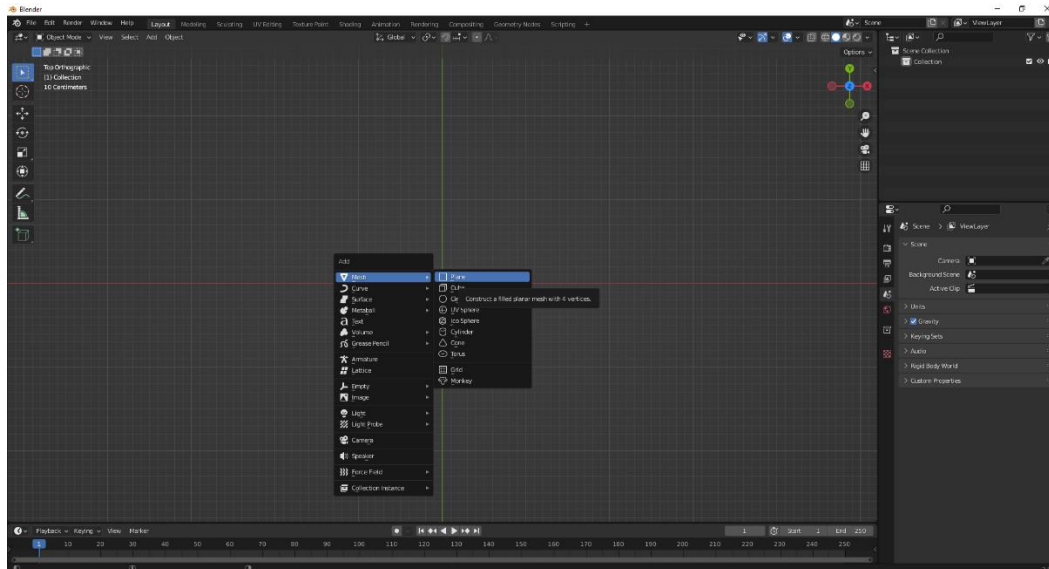 Blender
File Edit Render Window Help Layout Modeling Sculpting UV Editing Texture Paint Shading Animation Rendering Compositing Geometry Nodes Scripting + Scene ViewLayer
Object Mode View Select Add Object Global
Options
Top Orthographic
(1) Collection
10 Centimeters
Y
Z
X
Scene Collection
Collection
Add
Mesh
Curve
Surface
Metaball
Text
Volume
Grease Pencil
Armature
Lattice
Empty
Image
Light
Light Probe
Camera
Speaker
Force Field
Collection Instance
Plane
Cube
Construct a filled planar mesh with 4 vertices.
UV Sphere
Ico Sphere
Cylinder
Cone
Torus
Grid
Monkey
Scene > ViewLayer
Scene
Camera
Background Scene
Active Clip
Units
Gravity
Keying Sets
Audio
Rigid Body World
Custom Properties
Playback Keying View Marker 1 Start 1 End 250
1 10 20 30 40 50 60 70 80 90 100 110 120 130 140 150 160 170 180 190 200 210 220 230 240 250